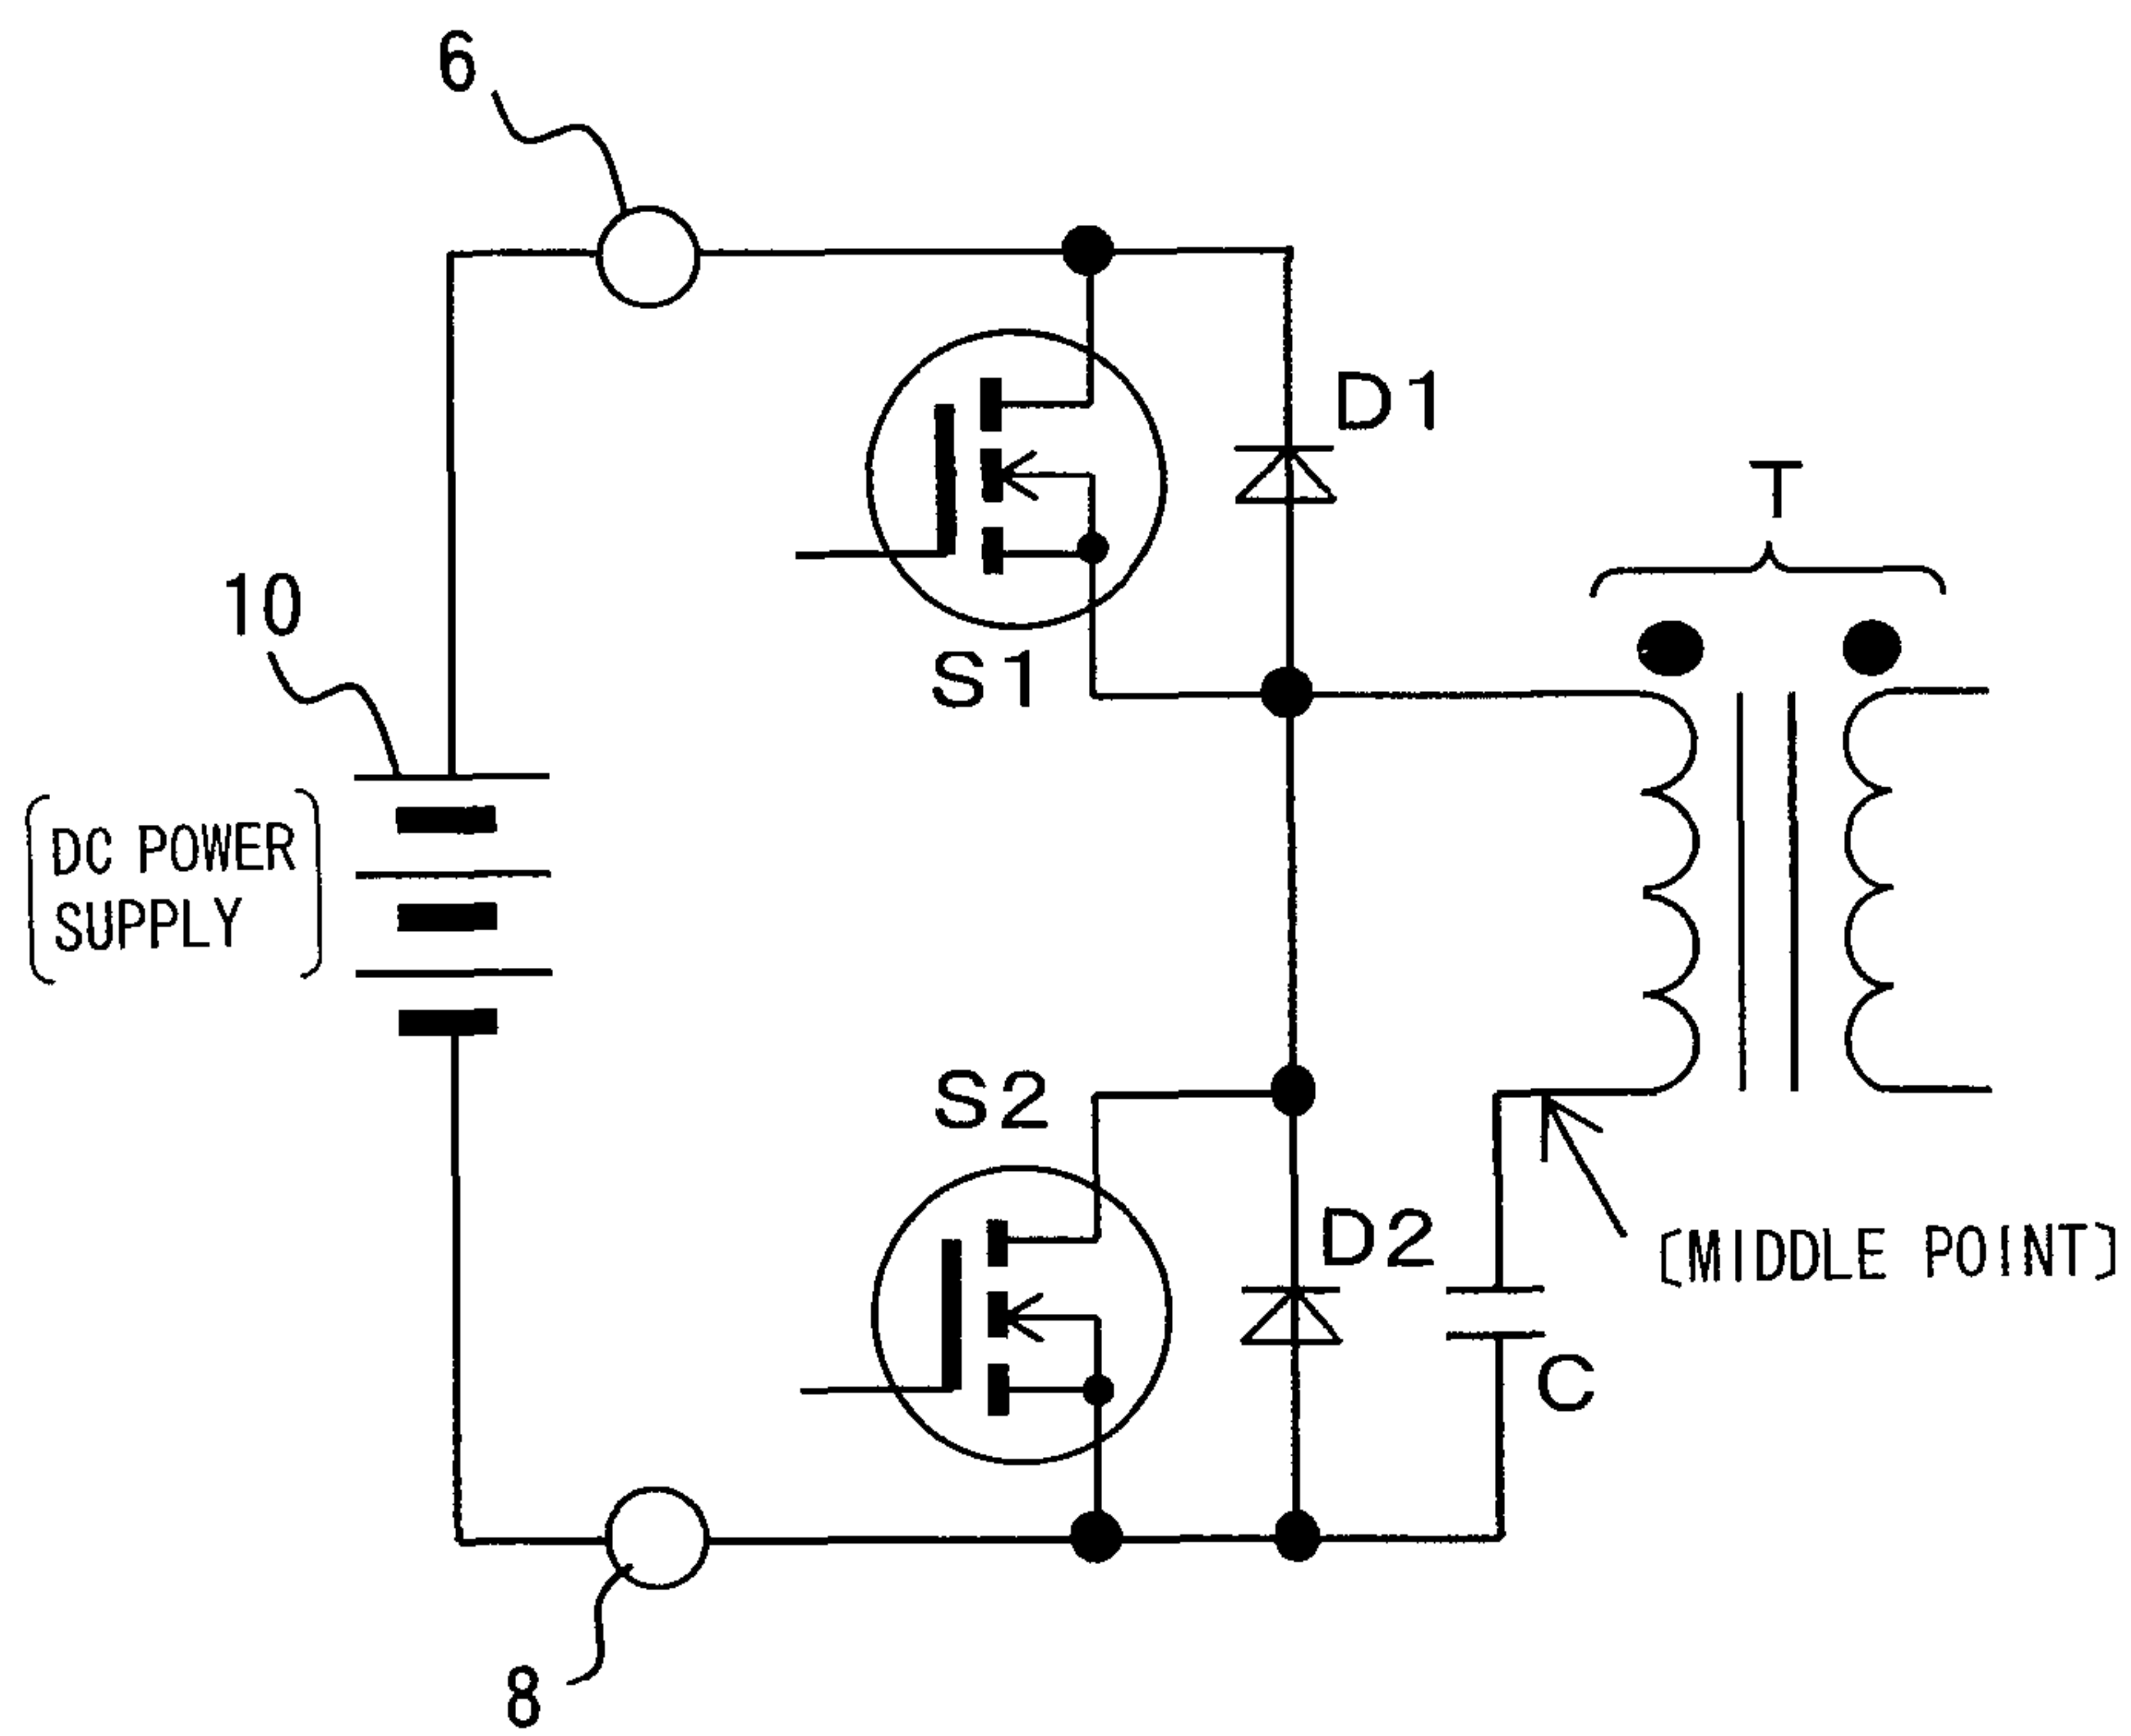 6
D1
T
10
S1
[DC POWER
SUPPLY]
S2
D2
[MIDDLE POINT]
C
8